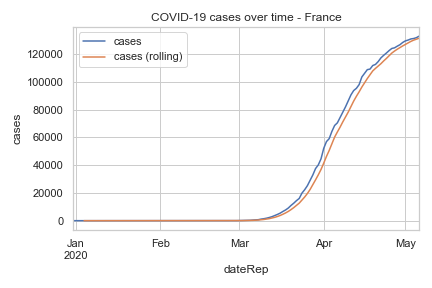 COVID-19 cases over time - France
cases
cases (rolling)
120000
100000
80000
60000
40000
20000
0
cases
Jan
2020
Feb
Mar
Apr
May
dateRep